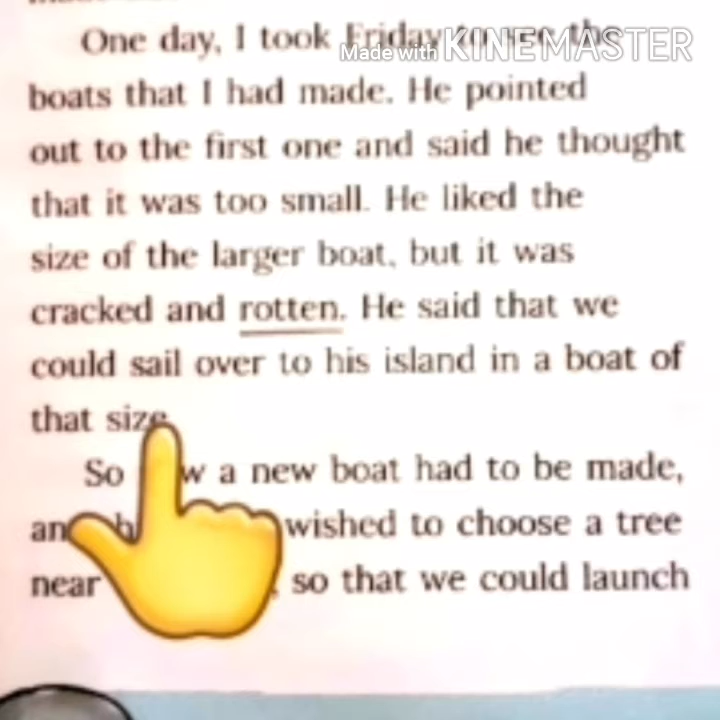 One day, I took Friday to see the
Made with KINEMASTER
boats that I had made. He pointed
out to the first one and said he thought
that it was too small. He liked the
size of the larger boat, but it was
cracked and rotten. He said that we
could sail over to his island in a boat of
that size
So a new boat had to be made,
wished to choose a tree
near so that we could launch